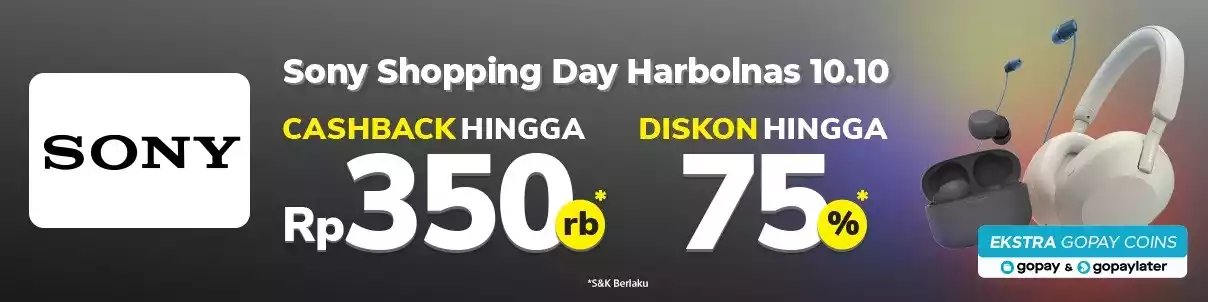 SONY
Sony Shopping Day Harbolnas 10.10
CASHBACK HINGGA
Rp350rb*
DISKON HINGGA
75%*
EKSTRA GOPAY COINS
gopay & gopaylater
*S&K Berlaku